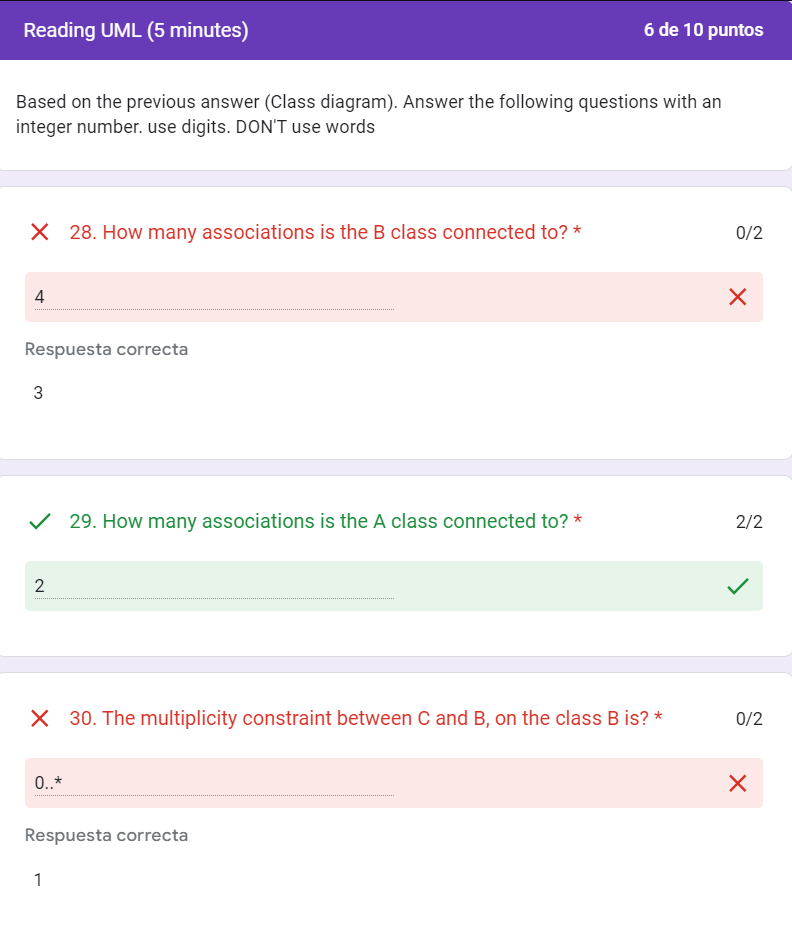 Reading UML (5 minutes)
6 de 10 puntos
Based on the previous answer (Class diagram). Answer the following questions with an
integer number. use digits. DON'T use words
28. How many associations is the B class connected to? *
0/2
4
Respuesta correcta
3
29. How many associations is the A class connected to? *
2/2
2
30. The multiplicity constraint between C and B, on the class B is? *
0/2
0..*
Respuesta correcta
1